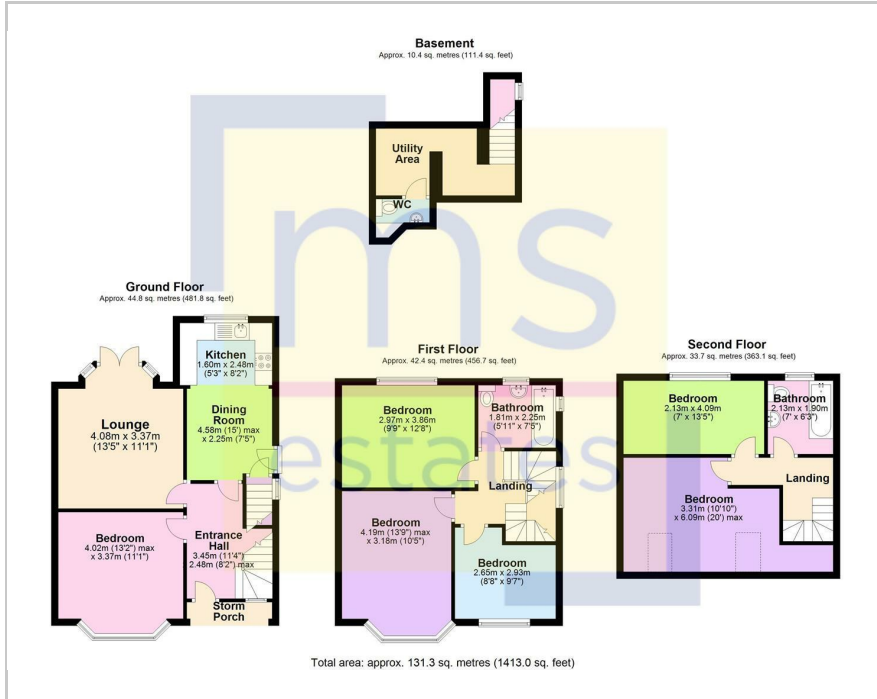 Basement
Approx. 10.4 sq. metres (111.4 sq. feet)
Utility
Area
WC
Ground Floor
Approx. 44.8 sq. metres (481.8 sq. feet)
Kitchen
1.60m x 2.48m
(5'3" x 8'2")
Lounge
4.08m x 3.37m
(13'5" x 11'1")
Dining
Room
4.58m (15') max
x 2.25m (7'5")
Bedroom
4.02m (13'2") max
x 3.37m (11'1")
Entrance
Hall
3.45m (11'4")
2.48m (8'2") max
Storm
Porch
First Floor
Approx. 42.4 sq. metres (456.7 sq. feet)
Bedroom
2.97m x 3.86m
(9'9" x 12'8")
Bathroom
1.81m x 2.25m
(5'11" x 7'5")
Landing
Bedroom
4.19m (13'9") max
x 3.18m (10'5")
Bedroom
2.65m x 2.93m
(8'8" x 9'7")
Second Floor
Approx. 33.7 sq. metres (363.1 sq. feet)
Bedroom
2.13m x 4.09m
(7' x 13'5")
Bathroom
2.13m x 1.90m
(7' x 6'3")
Landing
Bedroom
3.31m (10'10")
x 6.09m (20') max
ms
estates
Total area: approx. 131.3 sq. metres (1413.0 sq. feet)